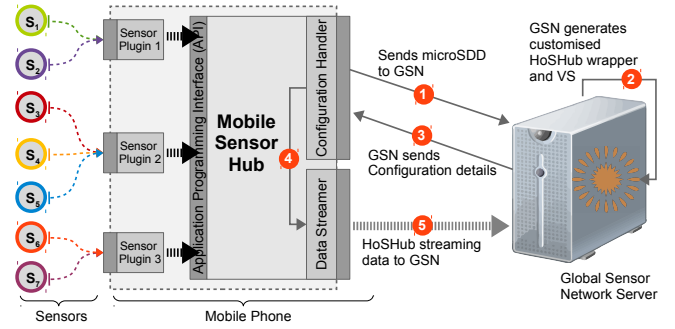 S1
S2
S3
S4
S5
S6
S7
Sensors
Sensor
Plugin 1
Sensor
Plugin 2
Sensor
Plugin 3
Application Programming Interface (API)
Mobile
Sensor
Hub
Configuration Handler
Data Streamer
4
Mobile Phone
Sends microSDD
to GSN
1
3
GSN sends
Configuration details
5
HoSHub streaming
data to GSN
GSN generates
customised
HoSHub wrapper
and VS
2
Global Sensor
Network Server